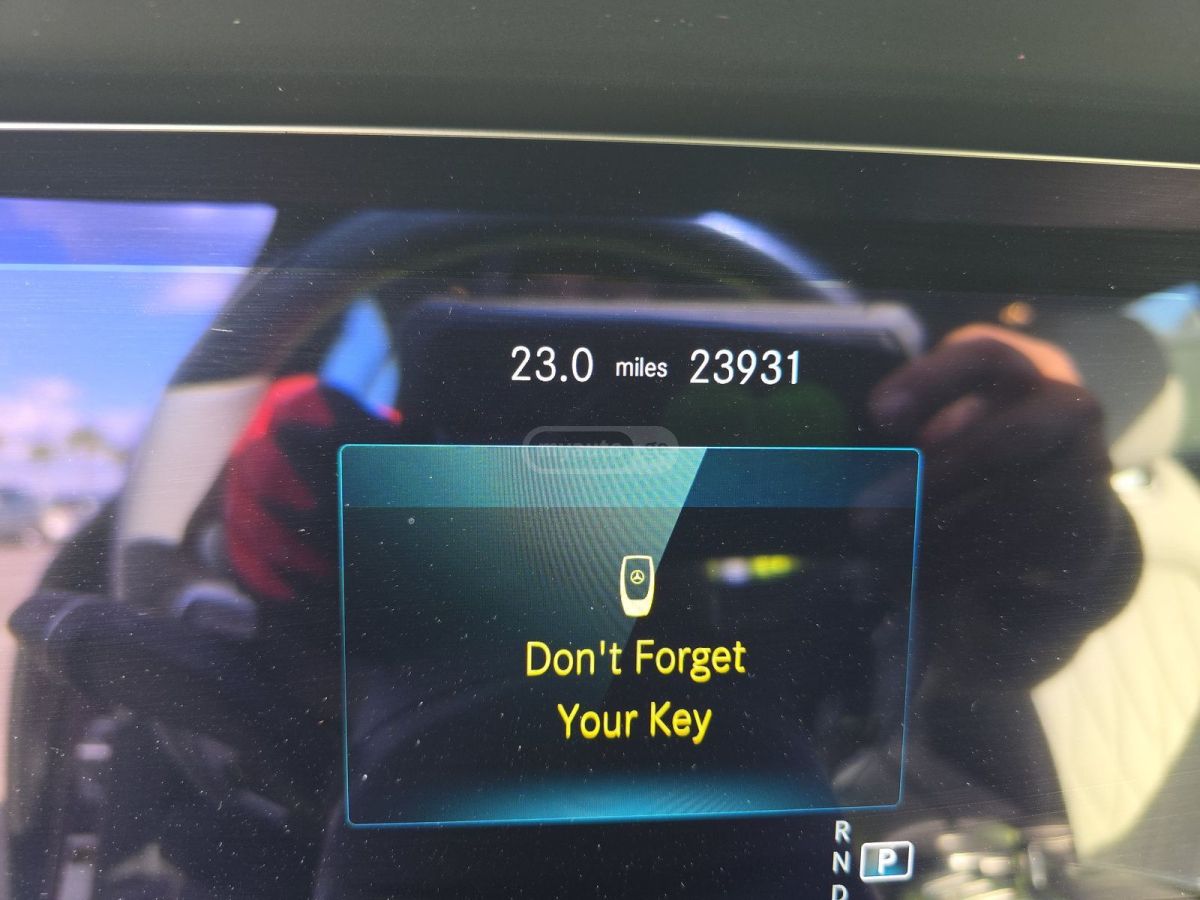 23.0 miles 23931
Don't Forget
Your Key
R
N P
D